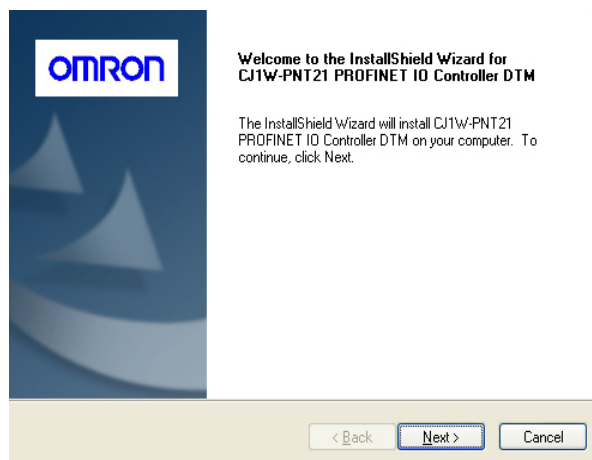 OMRON
Welcome to the InstallShield Wizard for
CJ1W-PNT21 PROFINET IO Controller DTM
The InstallShield Wizard will install CJ1W-PNT21
PROFINET IO Controller DTM on your computer. To
continue, click Next.
< Back
Next >
Cancel